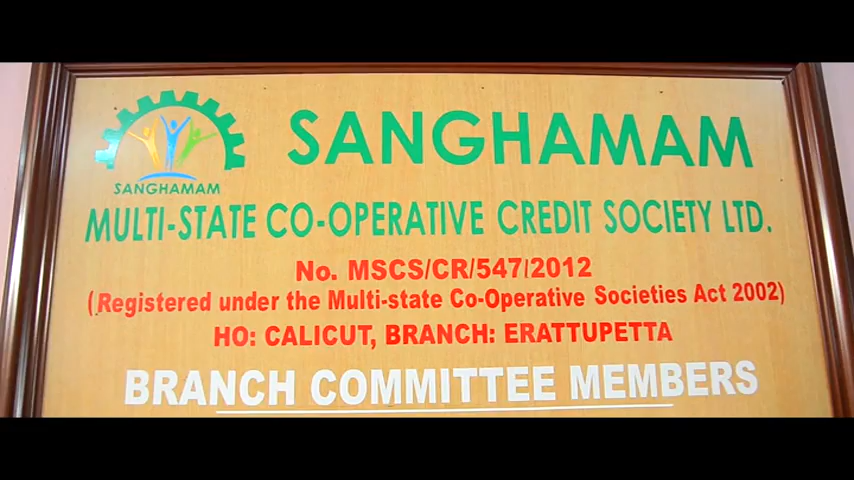 SANGHAMAM
SANGHAMAM
MULTI-STATE CO-OPERATIVE CREDIT SOCIETY LTD.
No. MSCS/CR/547/2012
(Registered under the Multi-state Co-Operative Societies Act 2002)
HO: CALICUT, BRANCH: ERATTUPETTA
BRANCH COMMITTEE MEMBERS